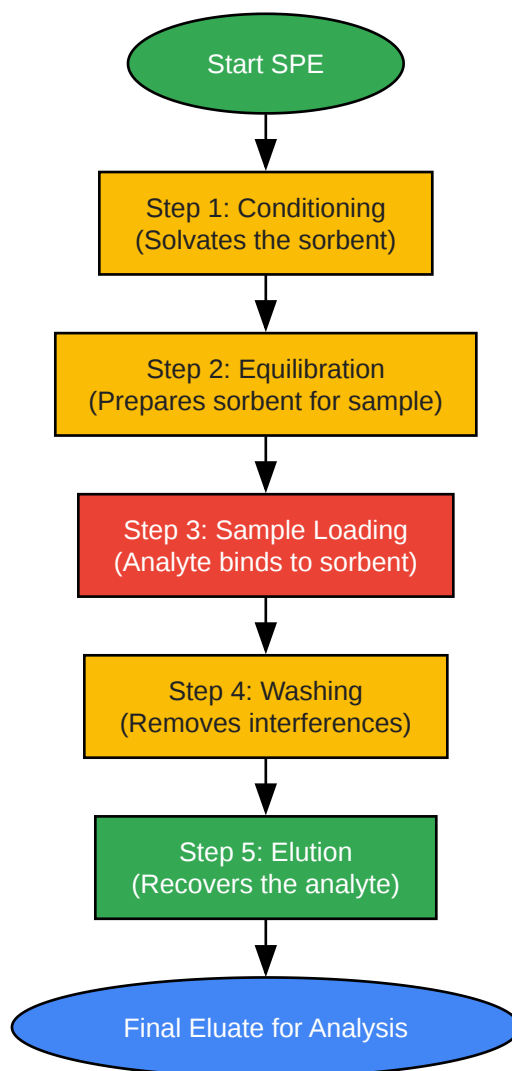 Start SPE
Step 1: Conditioning
(Solvates the sorbent)
Step 2: Equilibration
(Prepares sorbent for sample)
Step 3: Sample Loading
(Analyte binds to sorbent)
Step 4: Washing
(Removes interferences)
Step 5: Elution
(Recovers the analyte)
Final Eluate for Analysis